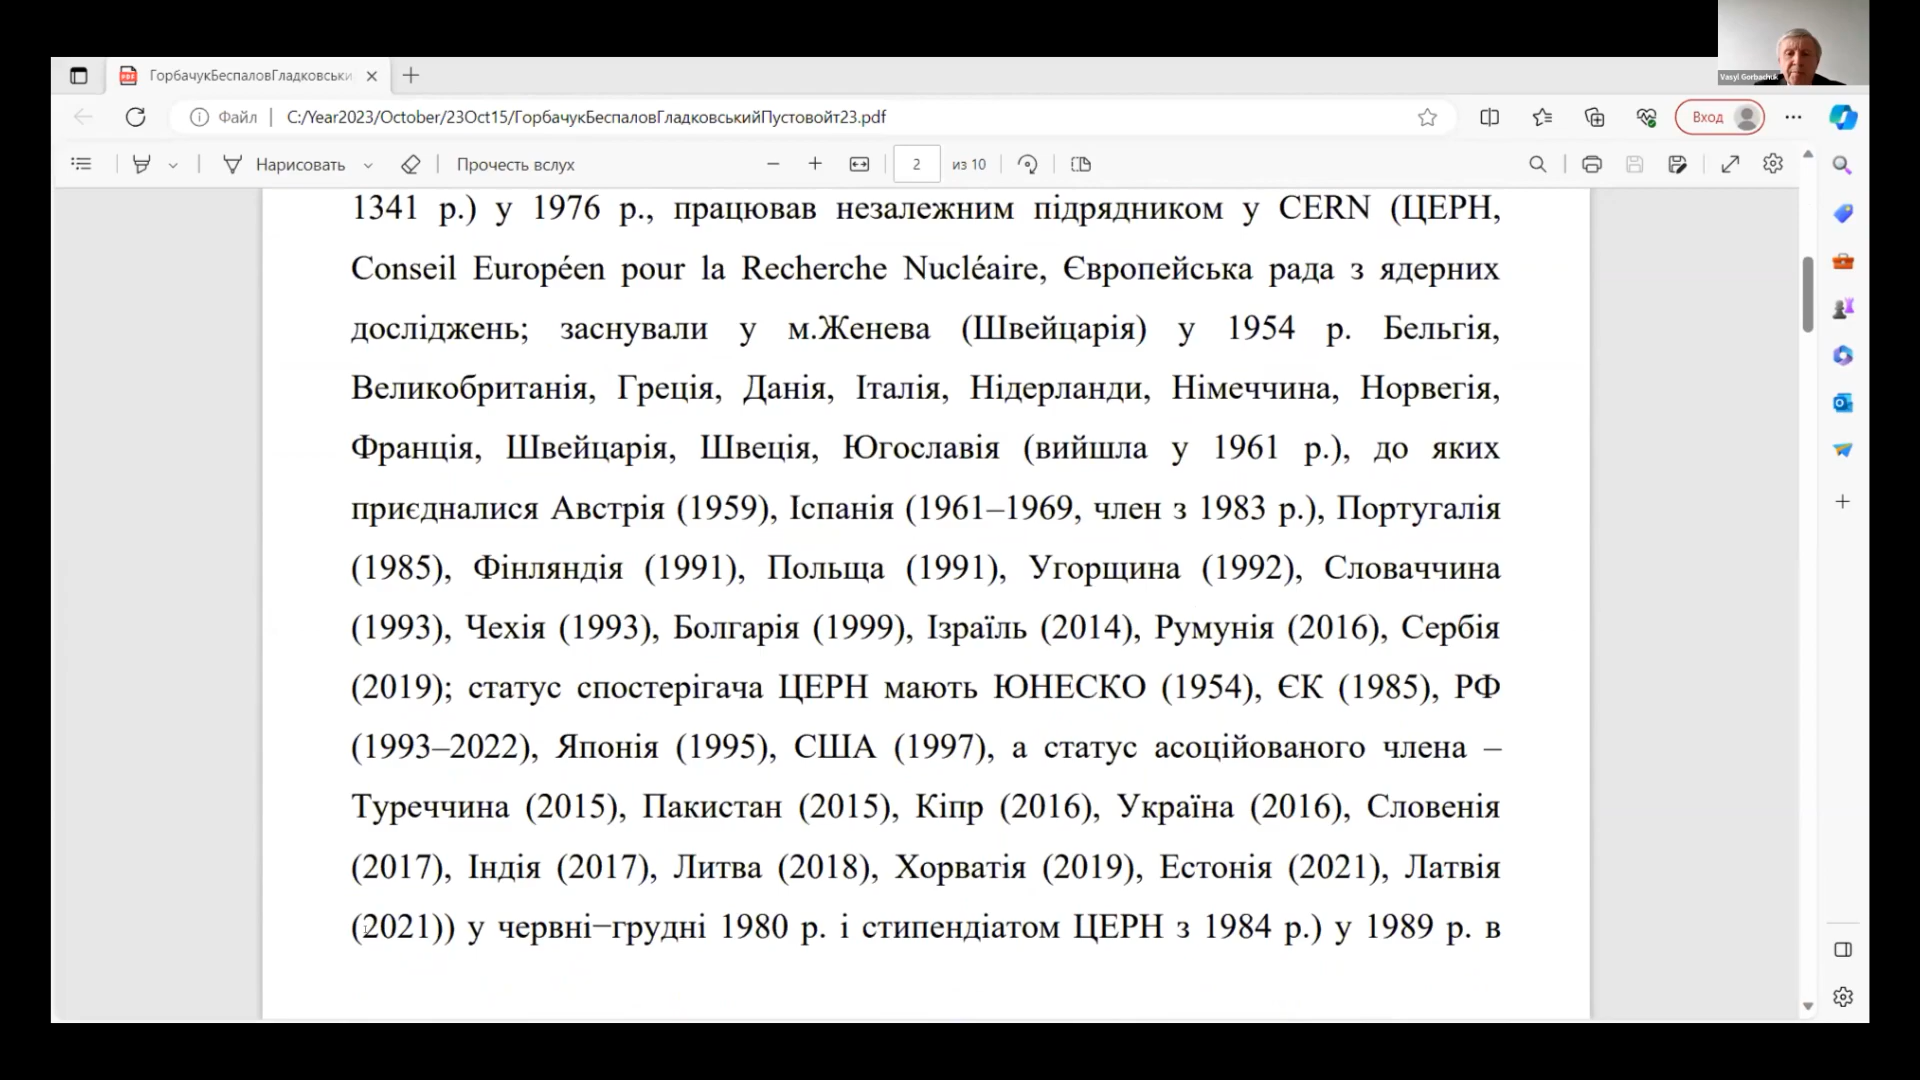 Vasyl Gorbachuk
ГорбачукБеспаловГладковськи
Файл
C:/Year2023/October/23Oct15/ГорбачукБеспаловГладковськийПустовойт23.pdf
Вход
Нарисовать
Прочесть вслух
2
из 10
1341 р.) у 1976 р., працював незалежним підрядником у CERN (ЦЕРН,
Conseil Européen pour la Recherche Nucléaire, Європейська рада з ядерних
досліджень; заснували у м.Женева (Швейцарія) у 1954 р. Бельгія,
Великобританія, Греція, Данія, Італія, Нідерланди, Німеччина, Норвегія,
Франція, Швейцарія, Швеція, Югославія (вийшла у 1961 р.), до яких
приєдналися Австрія (1959), Іспанія (1961–1969, член з 1983 р.), Португалія
(1985), Фінляндія (1991), Польща (1991), Угорщина (1992), Словаччина
(1993), Чехія (1993), Болгарія (1999), Ізраїль (2014), Румунія (2016), Сербія
(2019); статус спостерігача ЦЕРН мають ЮНЕСКО (1954), ЄК (1985), РФ
(1993–2022), Японія (1995), США (1997), а статус асоційованого члена –
Туреччина (2015), Пакистан (2015), Кіпр (2016), Україна (2016), Словенія
(2017), Індія (2017), Литва (2018), Хорватія (2019), Естонія (2021), Латвія
(2021)) у червні−грудні 1980 р. і стипендіатом ЦЕРН з 1984 р.) у 1989 р. в